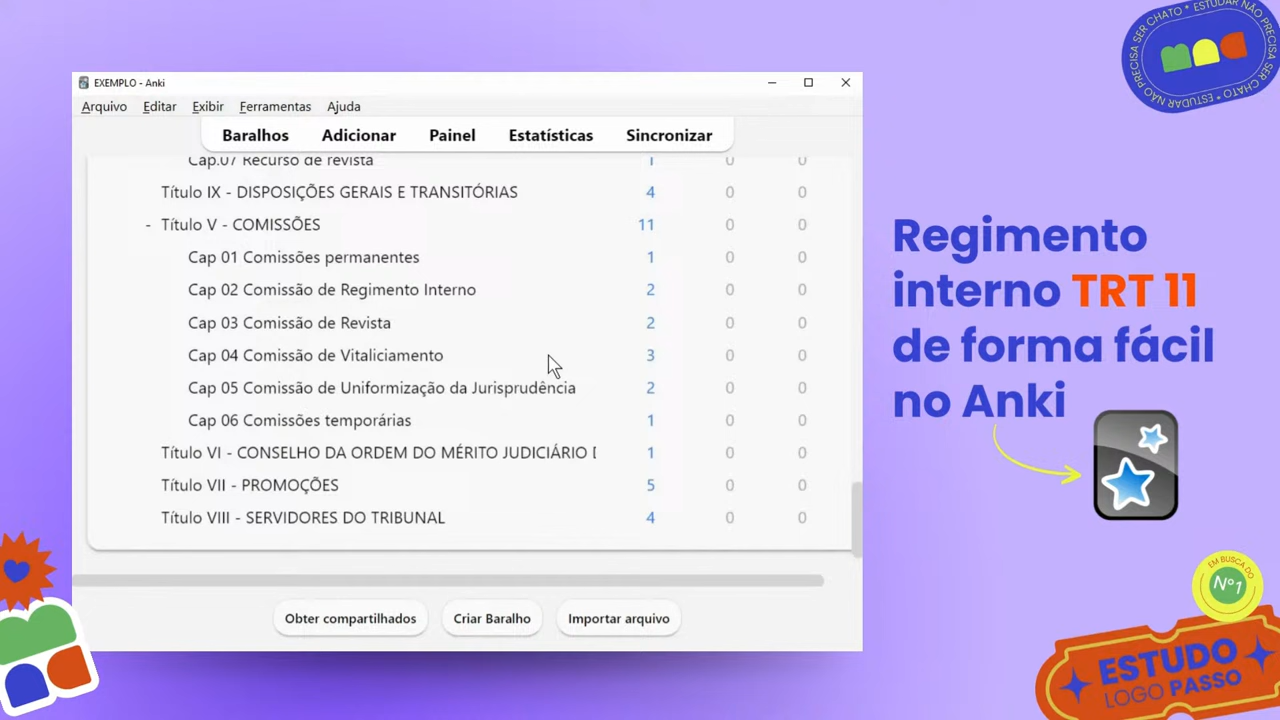 ESTUDAR NÃO PRECISA SER CHATO * ESTUDAR NÃO PRECISA SER CHATO *
mac
EXEMPLO - Anki
Arquivo Editar Exibir Ferramentas Ajuda
Baralhos Adicionar Painel Estatísticas Sincronizar
Cap.07 Recurso de revista 1 0 0
Título IX - DISPOSIÇÕES GERAIS E TRANSITÓRIAS 4 0 0
- Título V - COMISSÕES 11 0 0
Cap 01 Comissões permanentes 1 0 0
Cap 02 Comissão de Regimento Interno 2 0 0
Cap 03 Comissão de Revista 2 0 0
Cap 04 Comissão de Vitaliciamento 3 0 0
Cap 05 Comissão de Uniformização da Jurisprudência 2 0 0
Cap 06 Comissões temporárias 1 0 0
Título VI - CONSELHO DA ORDEM DO MÉRITO JUDICIÁRIO 1 0 0
Título VII - PROMOÇÕES 5 0 0
Título VIII - SERVIDORES DO TRIBUNAL 4 0 0
Obter compartilhados Criar Baralho Importar arquivo
Regimento
interno TRT 11
de forma fácil
no Anki
EM BUSCA DO
Nº1
ESTUDO
LOGO PASSO